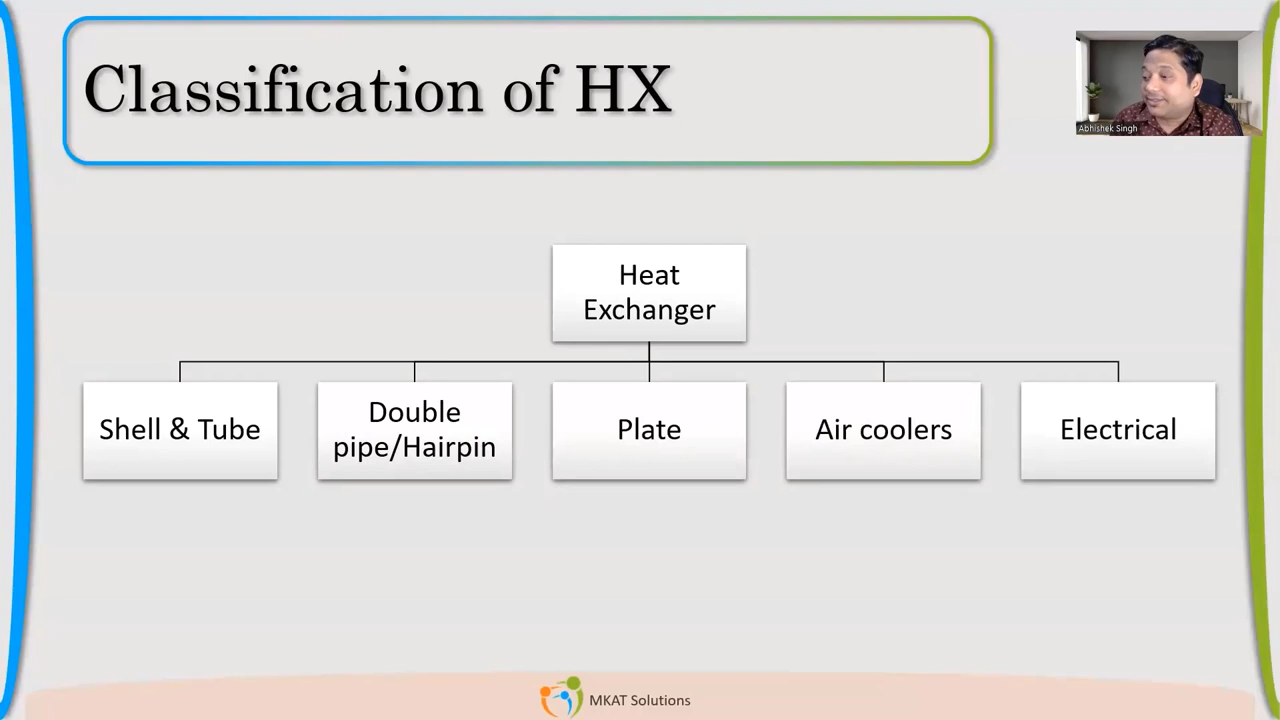 Classification of HX
Abhishek Singh
Heat
Exchanger
Shell & Tube
Double
pipe/Hairpin
Plate
Air coolers
Electrical
MKAT Solutions